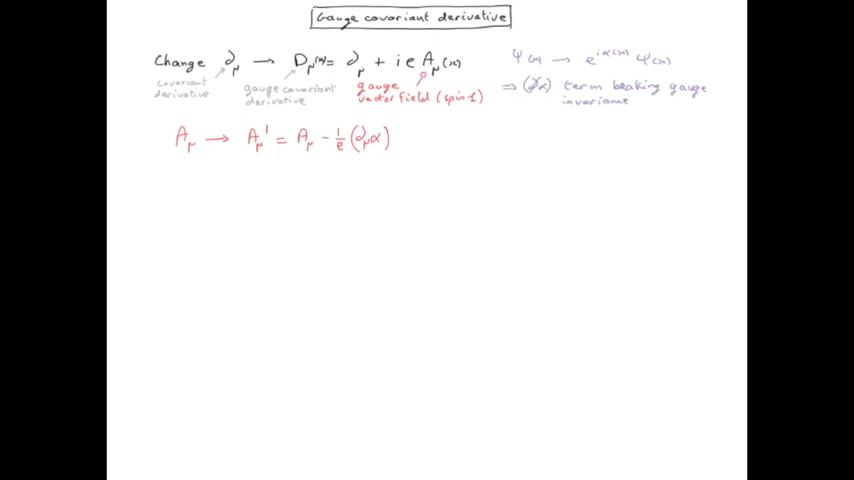 Gauge covariant derivative
Change ∂μ → Dμ(x) = ∂μ + i e Aμ(x)
ψ(x) → e^{iα(x)} ψ(x)
covariant derivative
gauge covariant derivative
gauge vector field (spin 1)
⇒ (∂̸α) term breaking gauge invariance
Aμ → Aμ' = Aμ − 1/e (∂μα)